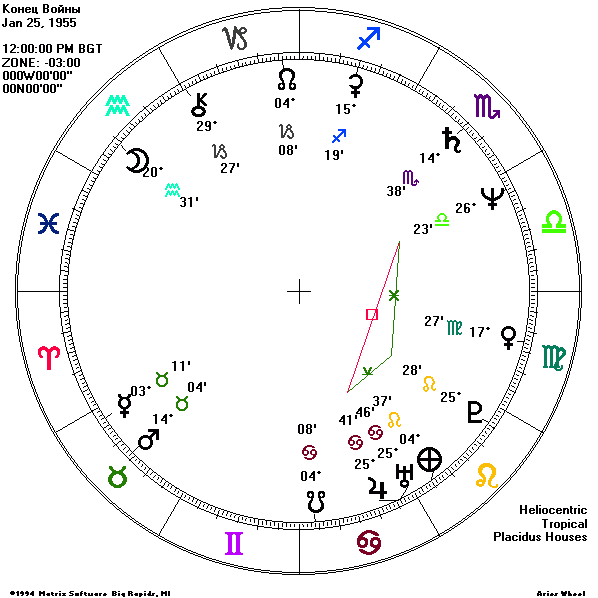 Конец Войны
Jan 25, 1955
12:00:00 PM BGT
ZONE: -03:00
000W00'00"
00N00'00"
04° 08'
15° 19'
29° 27'
14° 38'
20° 31'
26° 23'
17° 27'
03° 11'
14° 04'
25° 28'
04° 37'
25° 46'
25° 41'
04° 08'
Heliocentric
Tropical
Placidus Houses
©1994 Matrix Software Big Rapids, MI
Aries Wheel